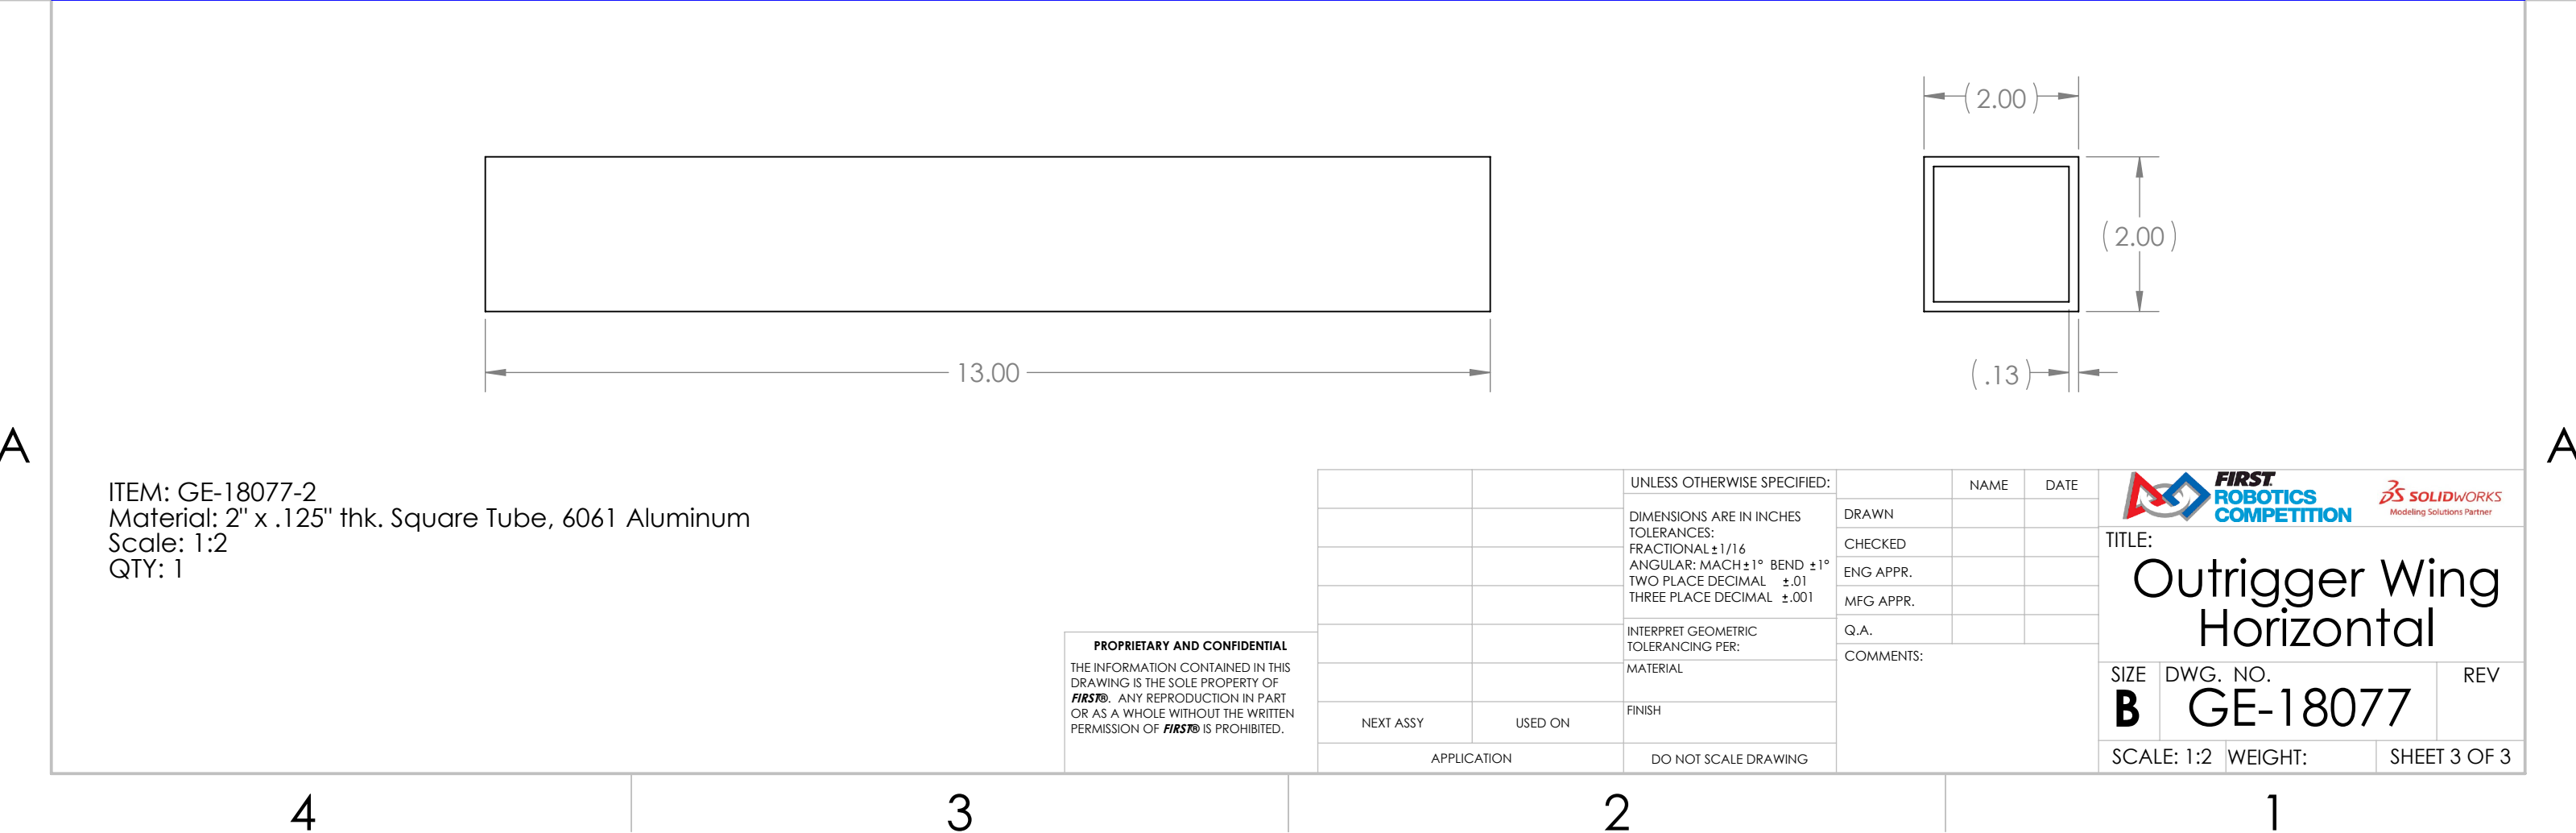 (2.00)
(2.00)
13.00
(.13)
A
A
ITEM: GE-18077-2
Material: 2" x .125" thk. Square Tube, 6061 Aluminum
Scale: 1:2
QTY: 1
PROPRIETARY AND CONFIDENTIAL
THE INFORMATION CONTAINED IN THIS
DRAWING IS THE SOLE PROPERTY OF
FIRST®. ANY REPRODUCTION IN PART
OR AS A WHOLE WITHOUT THE WRITTEN
PERMISSION OF FIRST® IS PROHIBITED.
NEXT ASSY
USED ON
APPLICATION
UNLESS OTHERWISE SPECIFIED:
DIMENSIONS ARE IN INCHES
TOLERANCES:
FRACTIONAL ±1/16
ANGULAR: MACH±1° BEND ±1°
TWO PLACE DECIMAL ±.01
THREE PLACE DECIMAL ±.001
INTERPRET GEOMETRIC
TOLERANCING PER:
MATERIAL
FINISH
DO NOT SCALE DRAWING
NAME
DATE
DRAWN
CHECKED
ENG APPR.
MFG APPR.
Q.A.
COMMENTS:
FIRST®
ROBOTICS
COMPETITION
SOLIDWORKS
Modeling Solutions Partner
TITLE:
Outrigger Wing
Horizontal
SIZE
B
DWG. NO.
GE-18077
REV
SCALE: 1:2
WEIGHT:
SHEET 3 OF 3
4
3
2
1